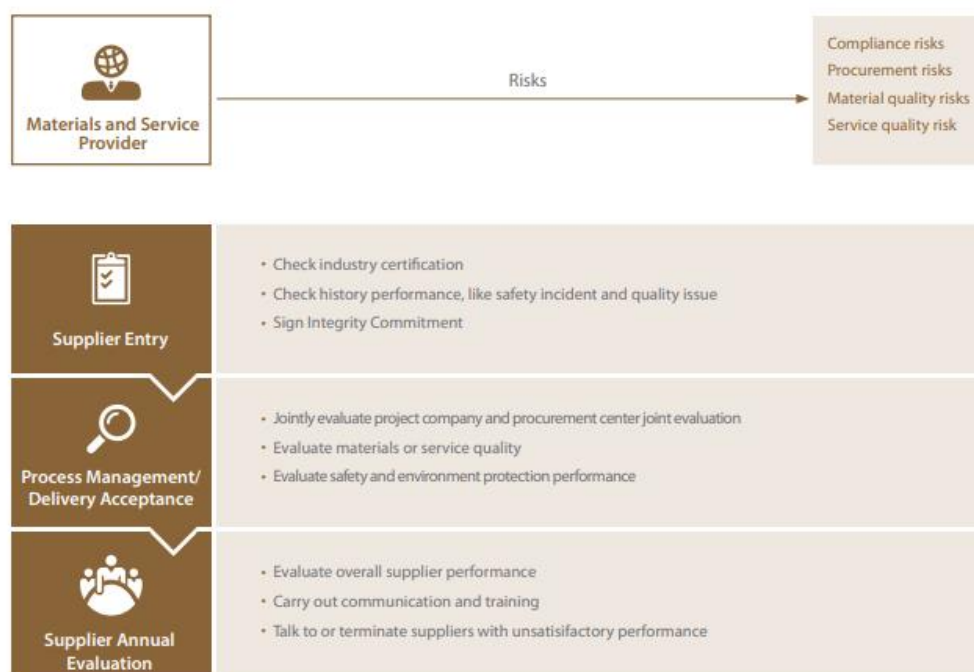 Materials and Service
Provider
Risks
Compliance risks
Procurement risks
Material quality risks
Service quality risk
Supplier Entry
• Check industry certification
• Check history performance, like safety incident and quality issue
• Sign Integrity Commitment
Process Management/
Delivery Acceptance
• Jointly evaluate project company and procurement center joint evaluation
• Evaluate materials or service quality
• Evaluate safety and environment protection performance
Supplier Annual
Evaluation
• Evaluate overall supplier performance
• Carry out communication and training
• Talk to or terminate suppliers with unsatisifactory performance